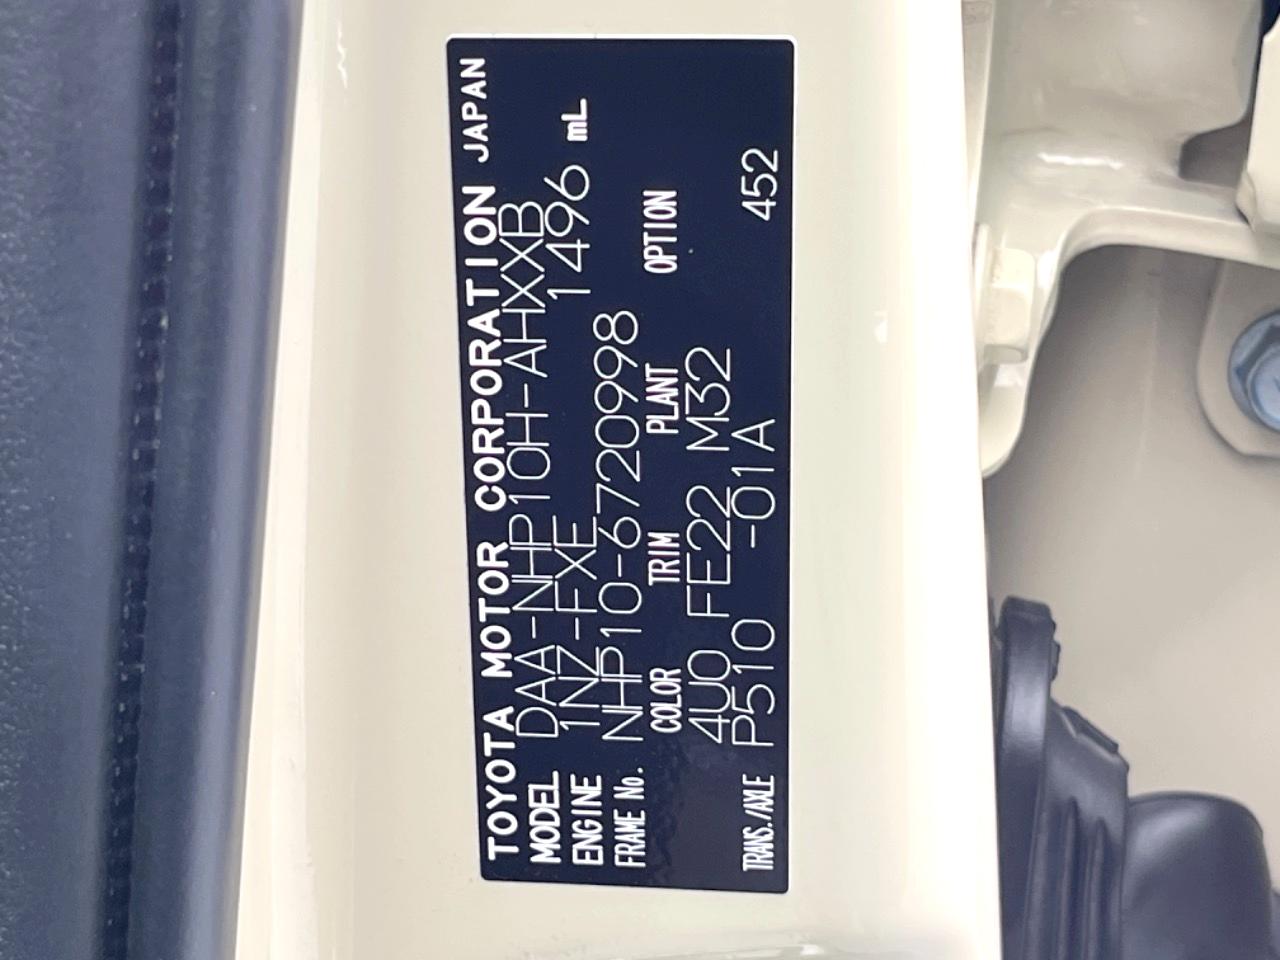 TOYOTA MOTOR CORPORATION JAPAN
MODEL DAA-NHP10H-AHXXB
ENGINE 1NZ-FXE 1496 mL
FRAME No. NHP10-6720998
COLOR TRIM PLANT OPTION
4U0 FE22 M32
TRANS./AXLE P510 -01A 452